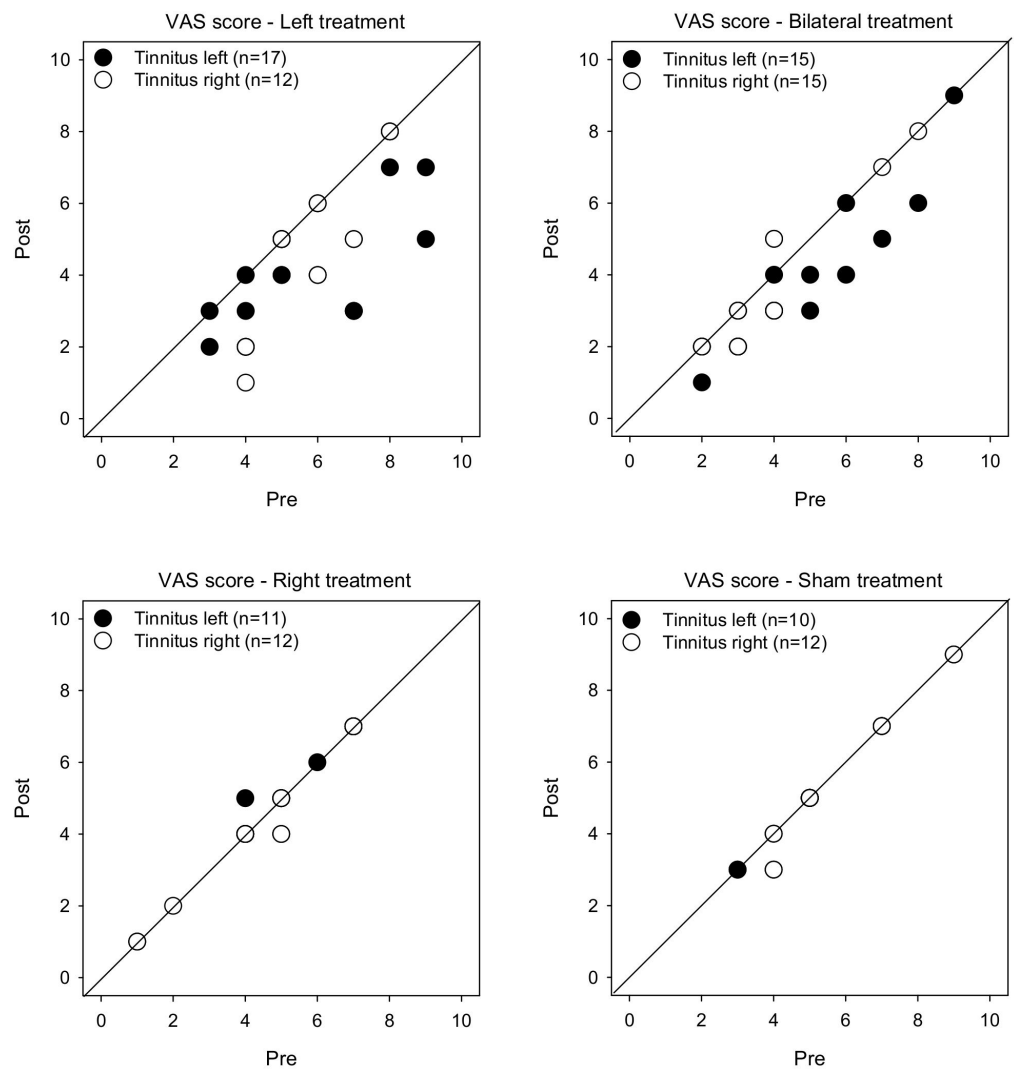 VAS score - Left treatment
Tinnitus left (n=17)
Tinnitus right (n=12)
10
8
6
4
2
0
Post
0 2 4 6 8 10
Pre
VAS score - Bilateral treatment
Tinnitus left (n=15)
Tinnitus right (n=15)
10
8
6
4
2
0
Post
0 2 4 6 8 10
Pre
VAS score - Right treatment
Tinnitus left (n=11)
Tinnitus right (n=12)
10
8
6
4
2
0
Post
0 2 4 6 8 10
Pre
VAS score - Sham treatment
Tinnitus left (n=10)
Tinnitus right (n=12)
10
8
6
4
2
0
Post
0 2 4 6 8 10
Pre